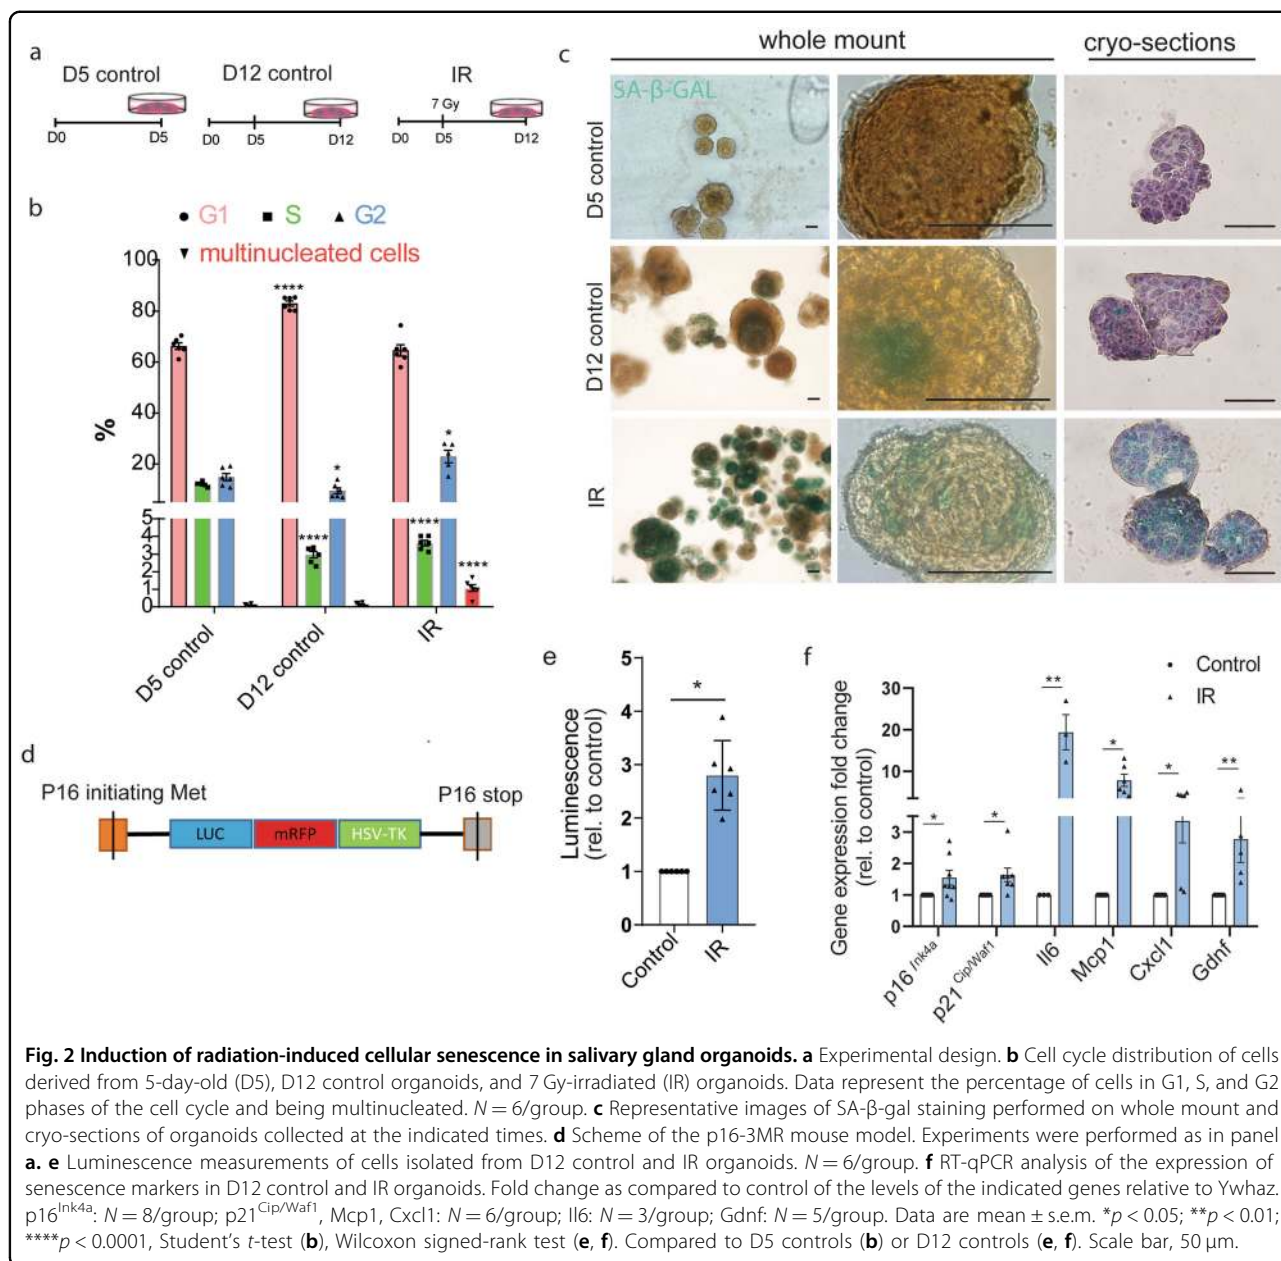 a
D5 control
D12 control
IR
7 Gy
D0
D5
D0
D5
D12
D0
D5
D12
b
G1
S
G2
multinucleated cells
%
100
80
60
40
20
5
4
3
2
1
0
****
****
*
****
*
****
D5 control
D12 control
IR
c
whole mount
cryo-sections
SA-β-GAL
D5 control
D12 control
IR
d
P16 initiating Met
P16 stop
LUC
mRFP
HSV-TK
e
Luminescence
(rel. to control)
5
4
3
2
1
0
*
Control
IR
f
Control
IR
Gene expression fold change
(rel. to control)
30
20
10
3
2
1
0
*
*
**
*
*
**
p16 Ink4a
p21 Cip/Waf1
Il6
Mcp1
Cxcl1
Gdnf
Fig. 2 Induction of radiation-induced cellular senescence in salivary gland organoids. a Experimental design. b Cell cycle distribution of cells
derived from 5-day-old (D5), D12 control organoids, and 7 Gy-irradiated (IR) organoids. Data represent the percentage of cells in G1, S, and G2
phases of the cell cycle and being multinucleated. N = 6/group. c Representative images of SA-β-gal staining performed on whole mount and
cryo-sections of organoids collected at the indicated times. d Scheme of the p16-3MR mouse model. Experiments were performed as in panel
a. e Luminescence measurements of cells isolated from D12 control and IR organoids. N = 6/group. f RT-qPCR analysis of the expression of
senescence markers in D12 control and IR organoids. Fold change as compared to control of the levels of the indicated genes relative to Ywhaz.
p16Ink4a: N = 8/group; p21Cip/Waf1, Mcp1, Cxcl1: N = 6/group; Il6: N = 3/group; Gdnf: N = 5/group. Data are mean ± s.e.m. *p < 0.05; **p < 0.01;
****p < 0.0001, Student's t-test (b), Wilcoxon signed-rank test (e, f). Compared to D5 controls (b) or D12 controls (e, f). Scale bar, 50 μm.